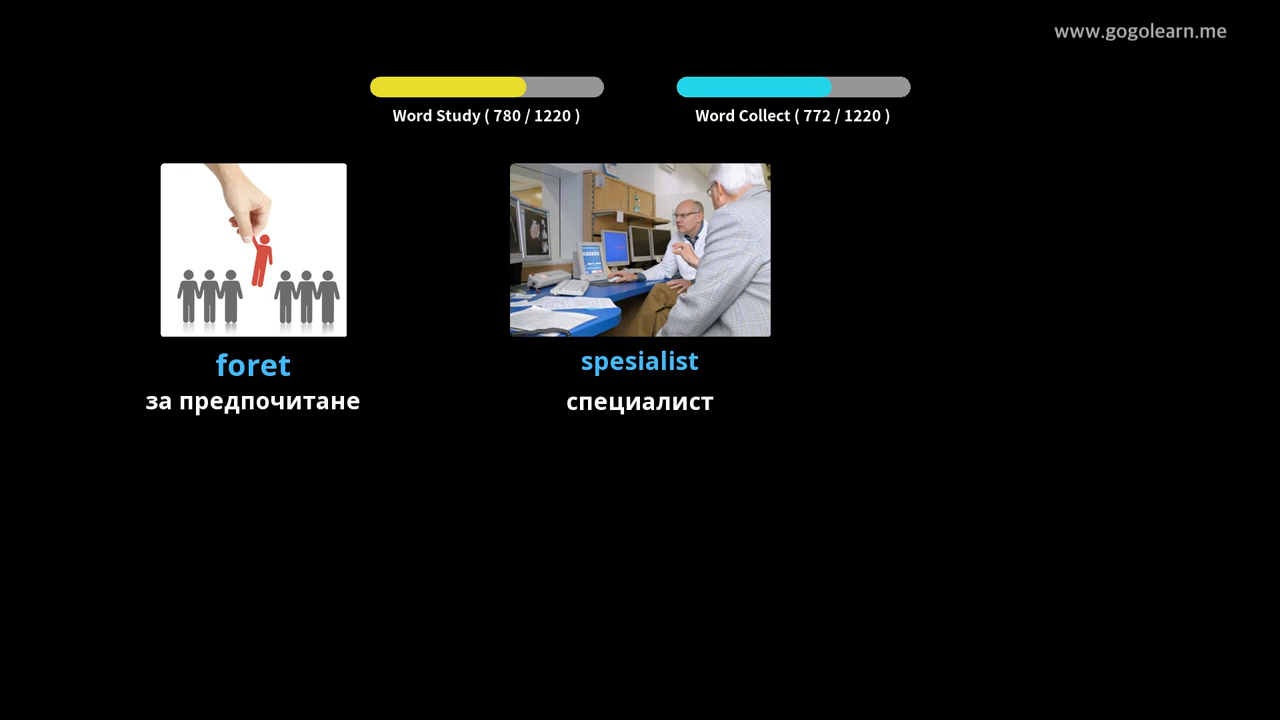 www.gogolearn.me
Word Study ( 780 / 1220 )
Word Collect ( 772 / 1220 )
foret
за предпочитане
spesialist
специалист